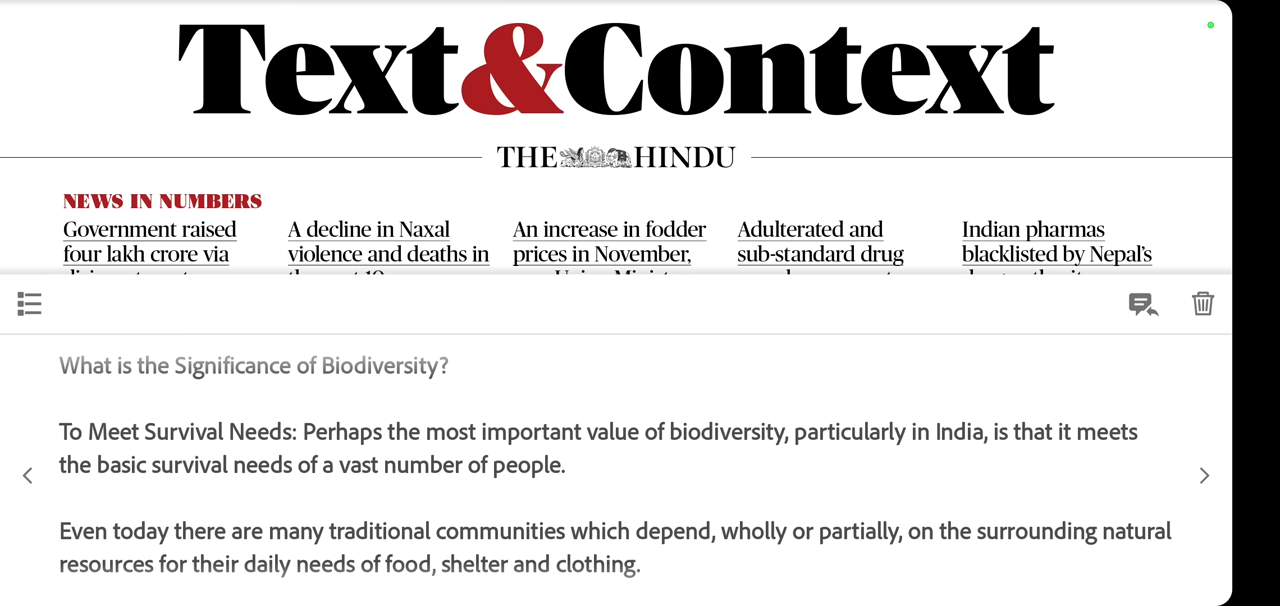 Text&Context
THE HINDU
NEWS IN NUMBERS
Government raised
four lakh crore via
A decline in Naxal
violence and deaths in
An increase in fodder
prices in November,
Adulterated and
sub-standard drug
Indian pharmas
blacklisted by Nepal's
What is the Significance of Biodiversity?
To Meet Survival Needs: Perhaps the most important value of biodiversity, particularly in India, is that it meets
the basic survival needs of a vast number of people.
Even today there are many traditional communities which depend, wholly or partially, on the surrounding natural
resources for their daily needs of food, shelter and clothing.